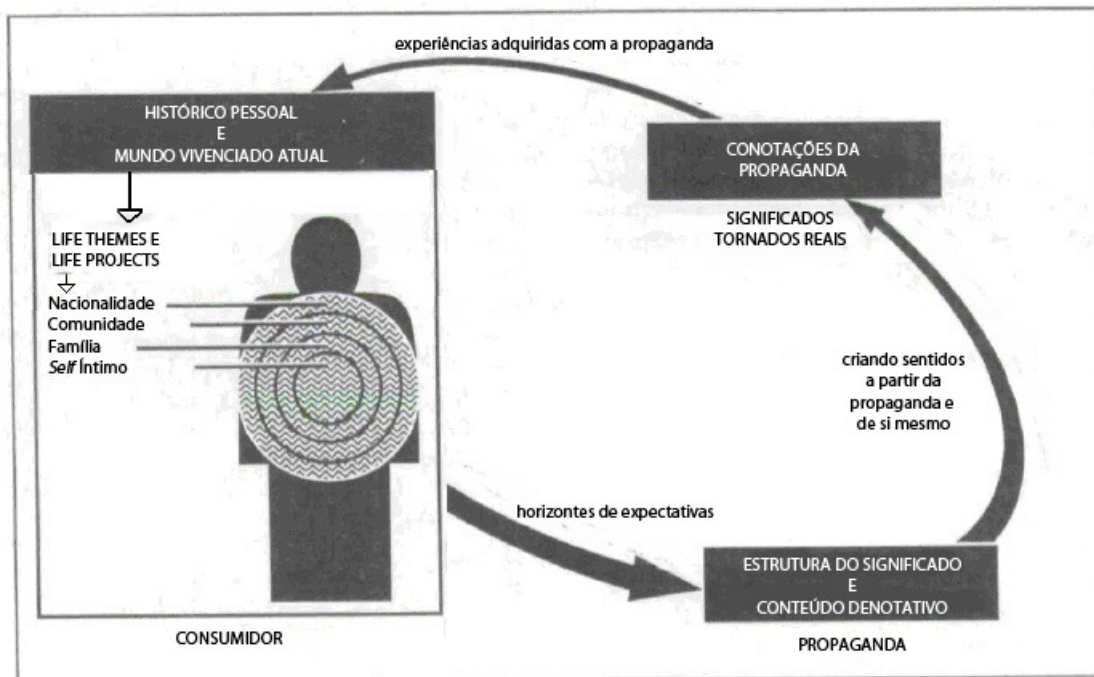 experiências adquiridas com a propaganda
HISTÓRICO PESSOAL
E
MUNDO VIVENCIADO ATUAL
CONOTAÇÕES DA
PROPAGANDA
SIGNIFICADOS
TORNADOS REAIS
LIFE THEMES E
LIFE PROJECTS
Nacionalidade
Comunidade
Família
Self Íntimo
criando sentidos
a partir da
propaganda e
de si mesmo
horizontes de expectativas
ESTRUTURA DO SIGNIFICADO
E
CONTEÚDO DENOTATIVO
CONSUMIDOR
PROPAGANDA